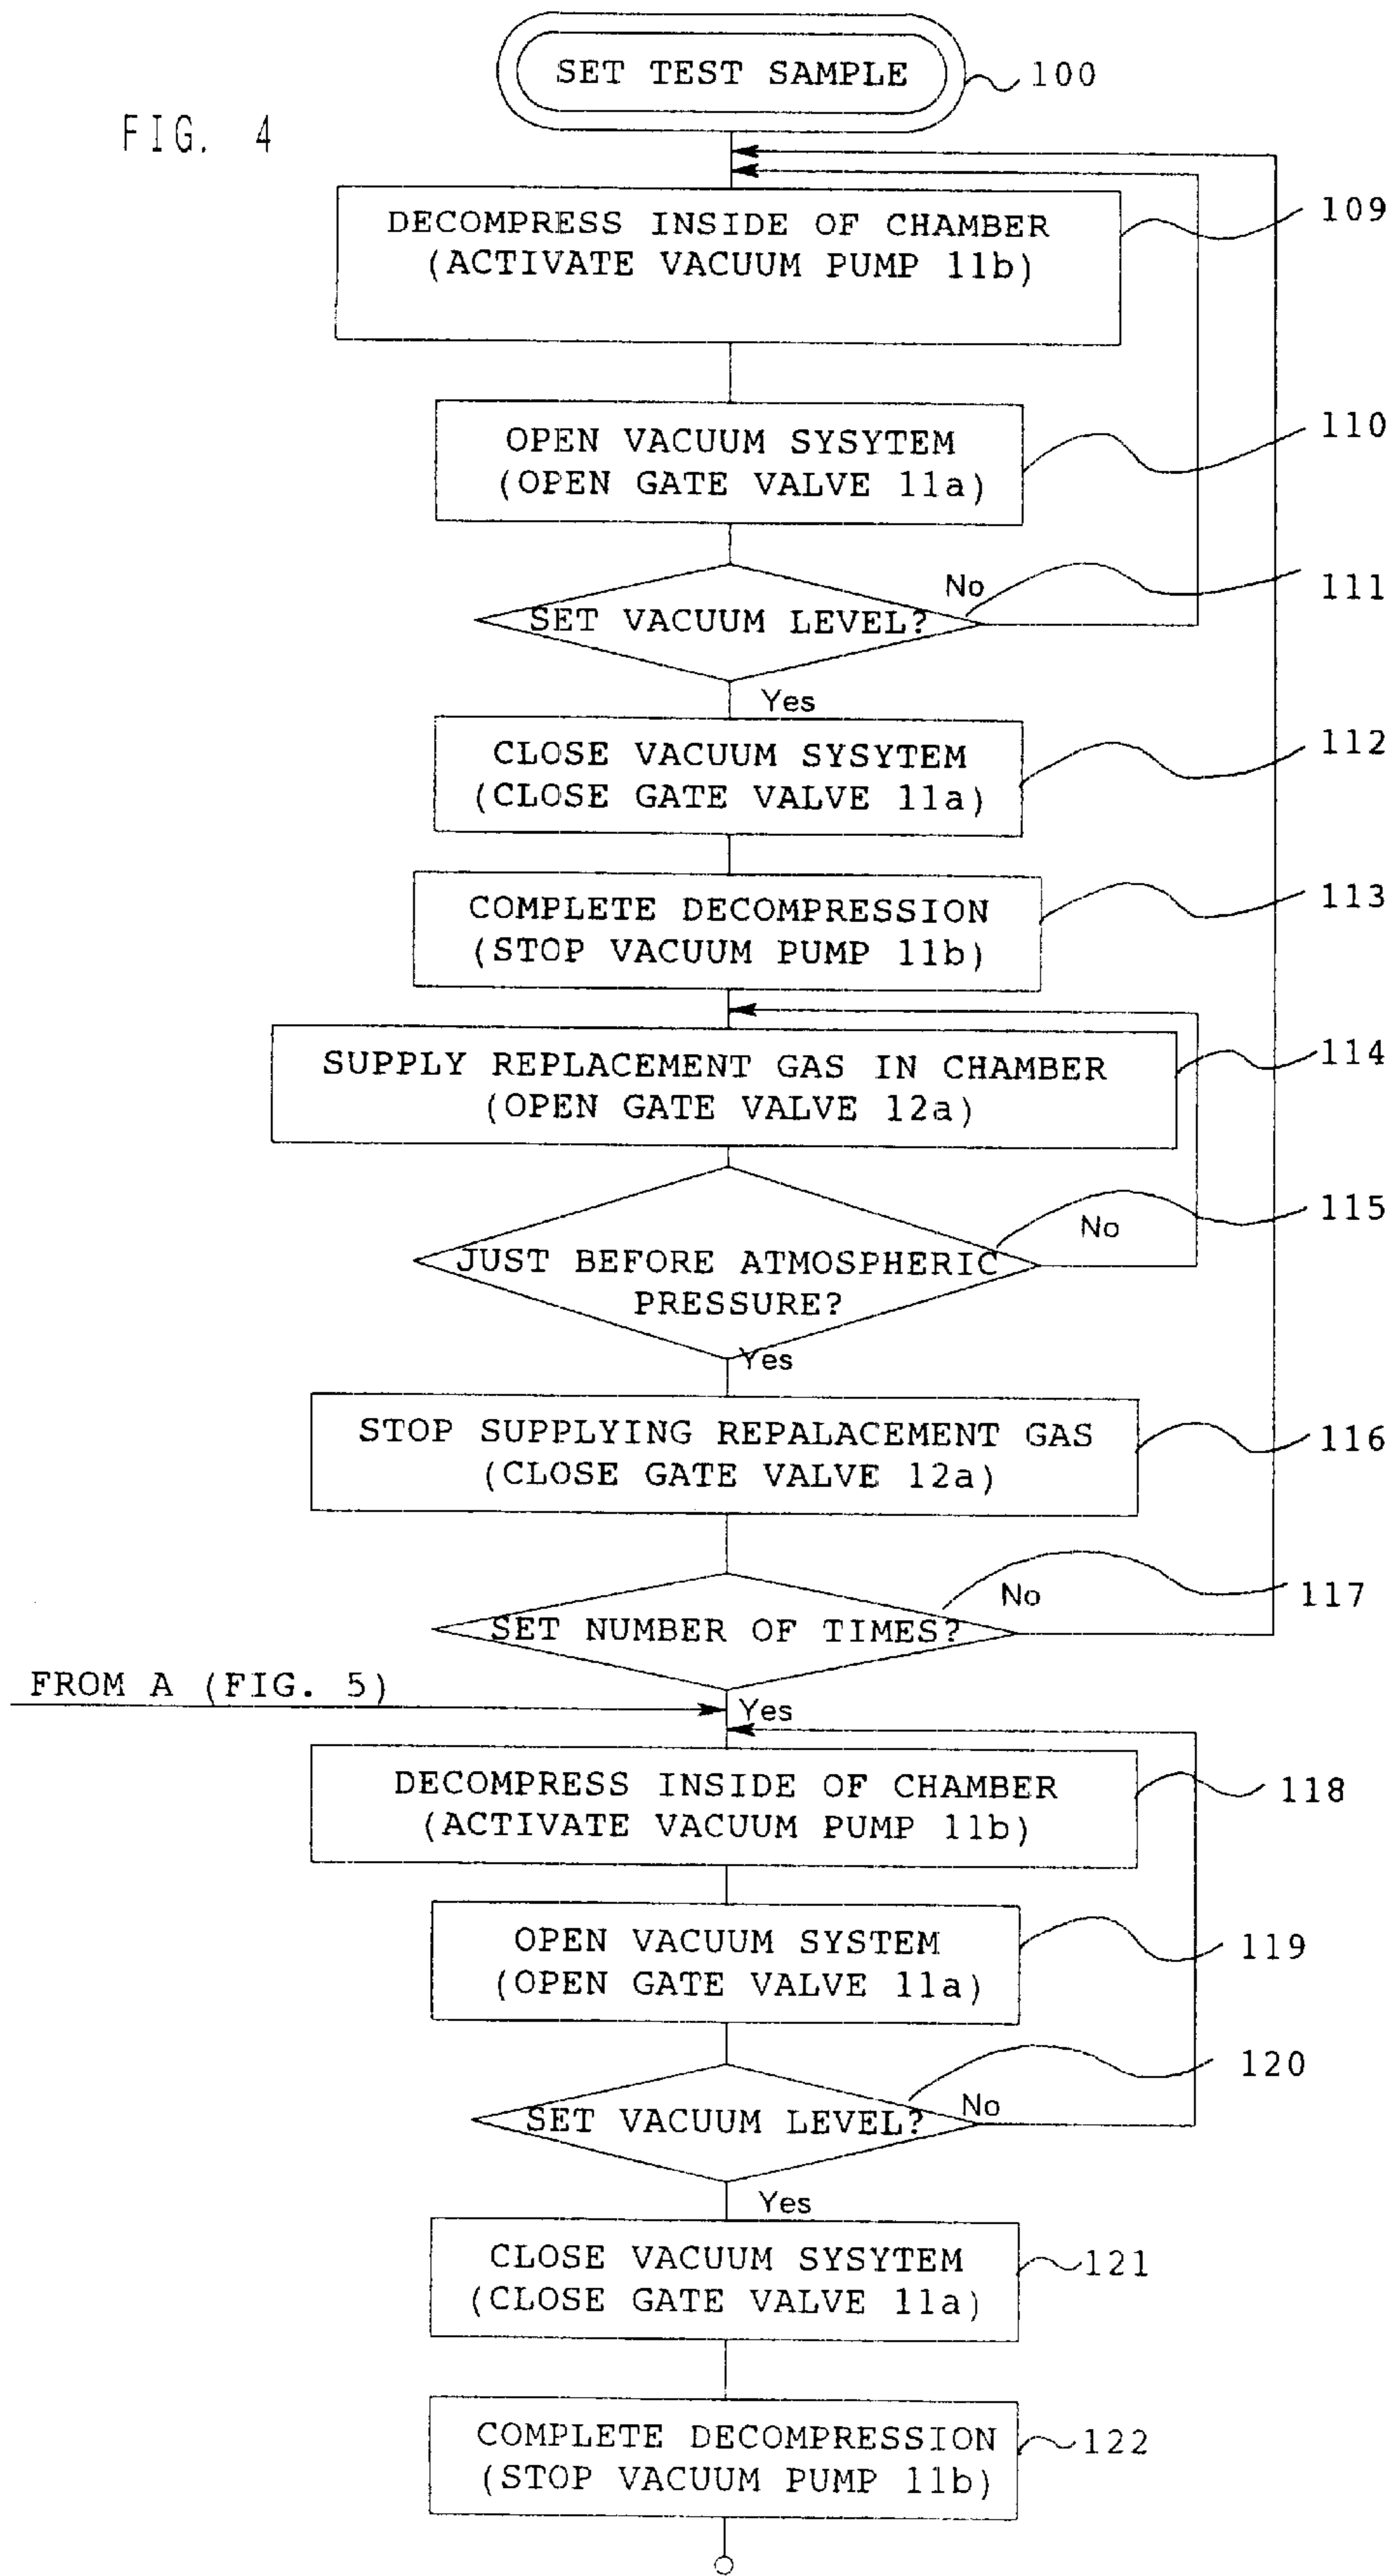 FIG. 4
SET TEST SAMPLE
100
DECOMPRESS INSIDE OF CHAMBER
(ACTIVATE VACUUM PUMP 11b)
109
OPEN VACUUM SYSYTEM
(OPEN GATE VALVE 11a)
110
SET VACUUM LEVEL?
No
111
Yes
CLOSE VACUUM SYSYTEM
(CLOSE GATE VALVE 11a)
112
COMPLETE DECOMPRESSION
(STOP VACUUM PUMP 11b)
113
SUPPLY REPLACEMENT GAS IN CHAMBER
(OPEN GATE VALVE 12a)
114
JUST BEFORE ATMOSPHERIC
PRESSURE?
No
115
Yes
STOP SUPPLYING REPALACEMENT GAS
(CLOSE GATE VALVE 12a)
116
SET NUMBER OF TIMES?
No
117
FROM A (FIG. 5)
Yes
DECOMPRESS INSIDE OF CHAMBER
(ACTIVATE VACUUM PUMP 11b)
118
OPEN VACUUM SYSTEM
(OPEN GATE VALVE 11a)
119
SET VACUUM LEVEL?
No
120
Yes
CLOSE VACUUM SYSYTEM
(CLOSE GATE VALVE 11a)
121
COMPLETE DECOMPRESSION
(STOP VACUUM PUMP 11b)
122